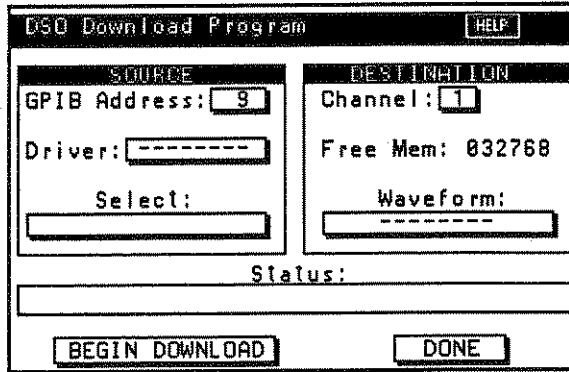 DSO Download Program HELP
SOURCE
GPIB Address: 9
Driver: --------
Select:
DESTINATION
Channel: 1
Free Mem: 032768
Waveform:
--------
Status:
BEGIN DOWNLOAD DONE